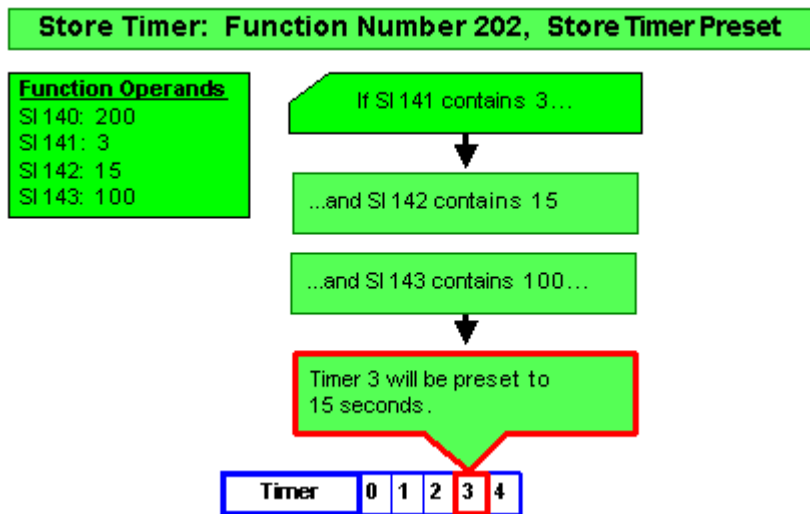 Store Timer: Function Number 202, Store Timer Preset
Function Operands
SI 140: 200
SI 141: 3
SI 142: 15
SI 143: 100
If SI 141 contains 3...
...and SI 142 contains 15
...and SI 143 contains 100...
Timer 3 will be preset to
15 seconds.
Timer 0 1 2 3 4